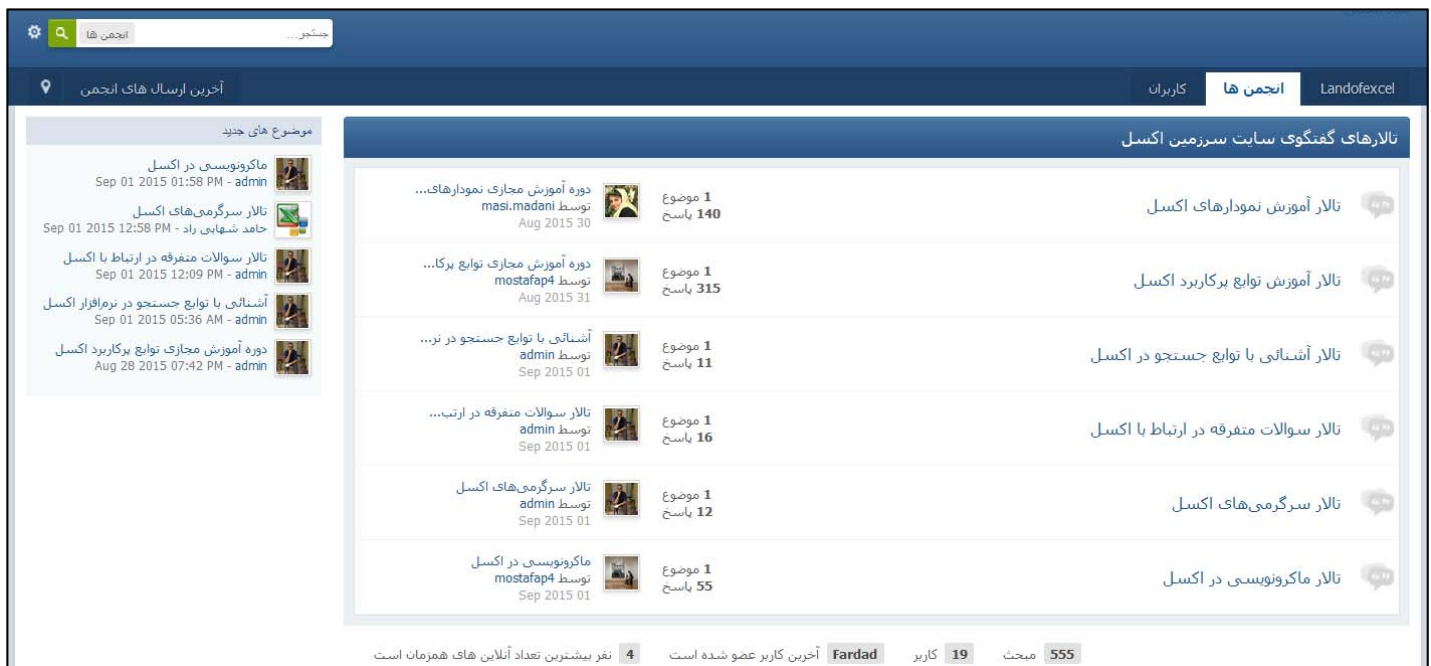 جستجو...
انجمن ها
Landofexcel
انجمن ها
کاربران
آخرین ارسال های انجمن
تالارهای گفتگوی سایت سرزمین اکسل
تالار آموزش نمودارهای اکسل
1 موضوع
140 پاسخ
دوره آموزش مجازی نمودارهای...
توسط masi.madani
30 Aug 2015
تالار آموزش توابع پرکاربرد اکسل
1 موضوع
315 پاسخ
دوره آموزش مجازی توابع پرکا...
توسط mostafap4
31 Aug 2015
تالار آشنائی با توابع جستجو در اکسل
1 موضوع
11 پاسخ
آشنائی با توابع جستجو در نر...
توسط admin
01 Sep 2015
تالار سوالات متفرقه در ارتباط با اکسل
1 موضوع
16 پاسخ
تالار سوالات متفرقه در ارتب...
توسط admin
01 Sep 2015
تالار سرگرمی‌های اکسل
1 موضوع
12 پاسخ
تالار سرگرمی‌های اکسل
توسط admin
01 Sep 2015
تالار ماکرونویسی در اکسل
1 موضوع
55 پاسخ
ماکرونویسی در اکسل
توسط mostafap4
01 Sep 2015
موضوع های جدید
ماکرونویسی در اکسل
admin - Sep 01 2015 01:58 PM
تالار سرگرمی‌های اکسل
حامد شهابی راد - Sep 01 2015 12:58 PM
تالار سوالات متفرقه در ارتباط با اکسل
admin - Sep 01 2015 12:09 PM
آشنائی با توابع جستجو در نرم‌افزار اکسل
admin - Sep 01 2015 05:36 AM
دوره آموزش مجازی توابع پرکاربرد اکسل
admin - Aug 28 2015 07:42 PM
555 مبحث 19 کاربر Fardad آخرین کاربر عضو شده است 4 نفر بیشترین تعداد آنلاین های همزمان است